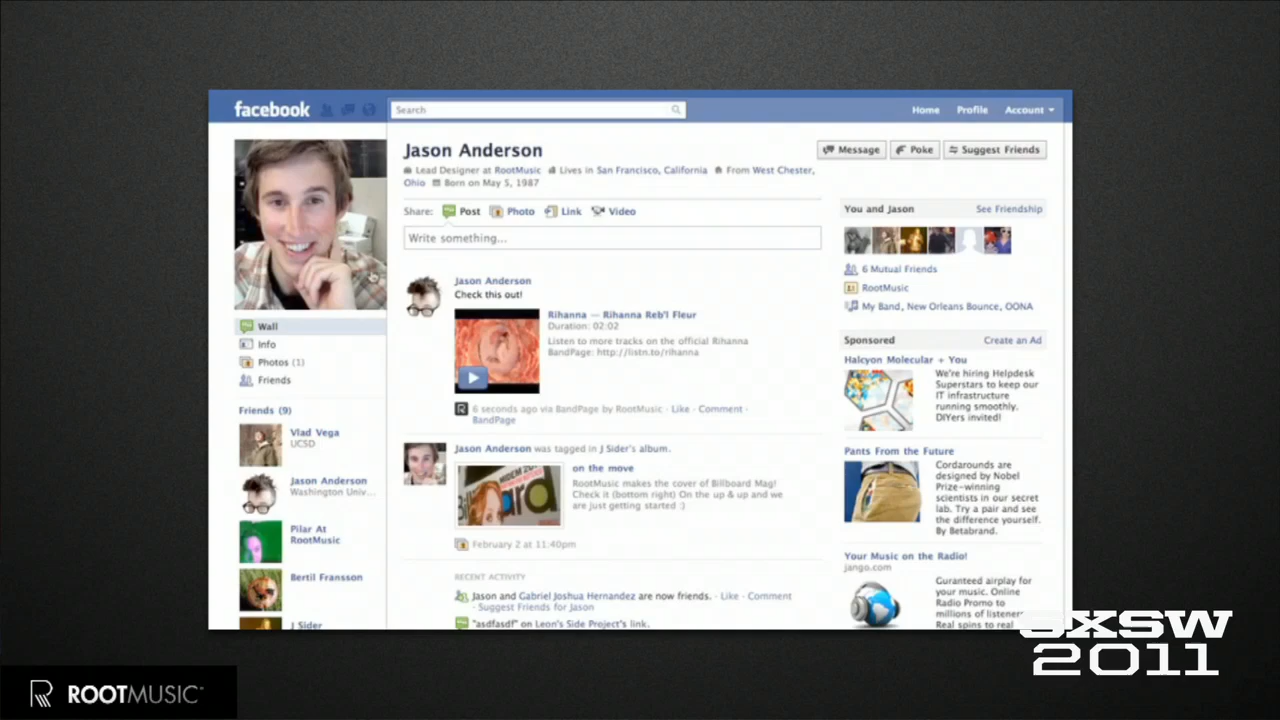 facebook
Search
Home
Profile
Account
Jason Anderson
Message
Poke
Suggest Friends
Lead Designer at RootMusic Lives in San Francisco, California From West Chester,
Ohio Born on May 5, 1987
Share: Post Photo Link Video
Write something...
Wall
Info
Photos (1)
Friends
Friends (9)
Vlad Vega
UCSD
Jason Anderson
Washington Univ...
Pilar At
RootMusic
Bertil Fransson
J Sider
Jason Anderson
Check this out!
Rihanna — Rihanna Reb'l Fleur
Duration: 02:02
Listen to more tracks on the official Rihanna
BandPage: http://listn.to/rihanna
6 seconds ago via BandPage by RootMusic · Like · Comment ·
BandPage
Jason Anderson was tagged in J Sider's album.
on the move
RootMusic makes the cover of Billboard Mag!
Check it (bottom right) On the up & up and we
are just getting started :)
February 2 at 11:40pm
RECENT ACTIVITY
Jason and Gabriel Joshua Hernandez are now friends. · Like · Comment
· Suggest Friends for Jason
"asdfasdf" on Leon's Side Project's link.
You and Jason
See Friendship
6 Mutual Friends
RootMusic
My Band, New Orleans Bounce, OONA
Sponsored
Create an Ad
Halcyon Molecular + You
We're hiring Helpdesk
Superstars to keep our
IT infrastructure
running smoothly.
DIYers invited!
Pants From the Future
Cordarounds are
designed by Nobel
Prize-winning
scientists in our secret
lab. Try a pair and see
the difference yourself.
By Betabrand.
Your Music on the Radio!
jango.com
Guranteed airplay for
your music. Online
Radio Promo to
millions of listeners.
Real spins to real
SXSW
2011
ROOTMUSIC